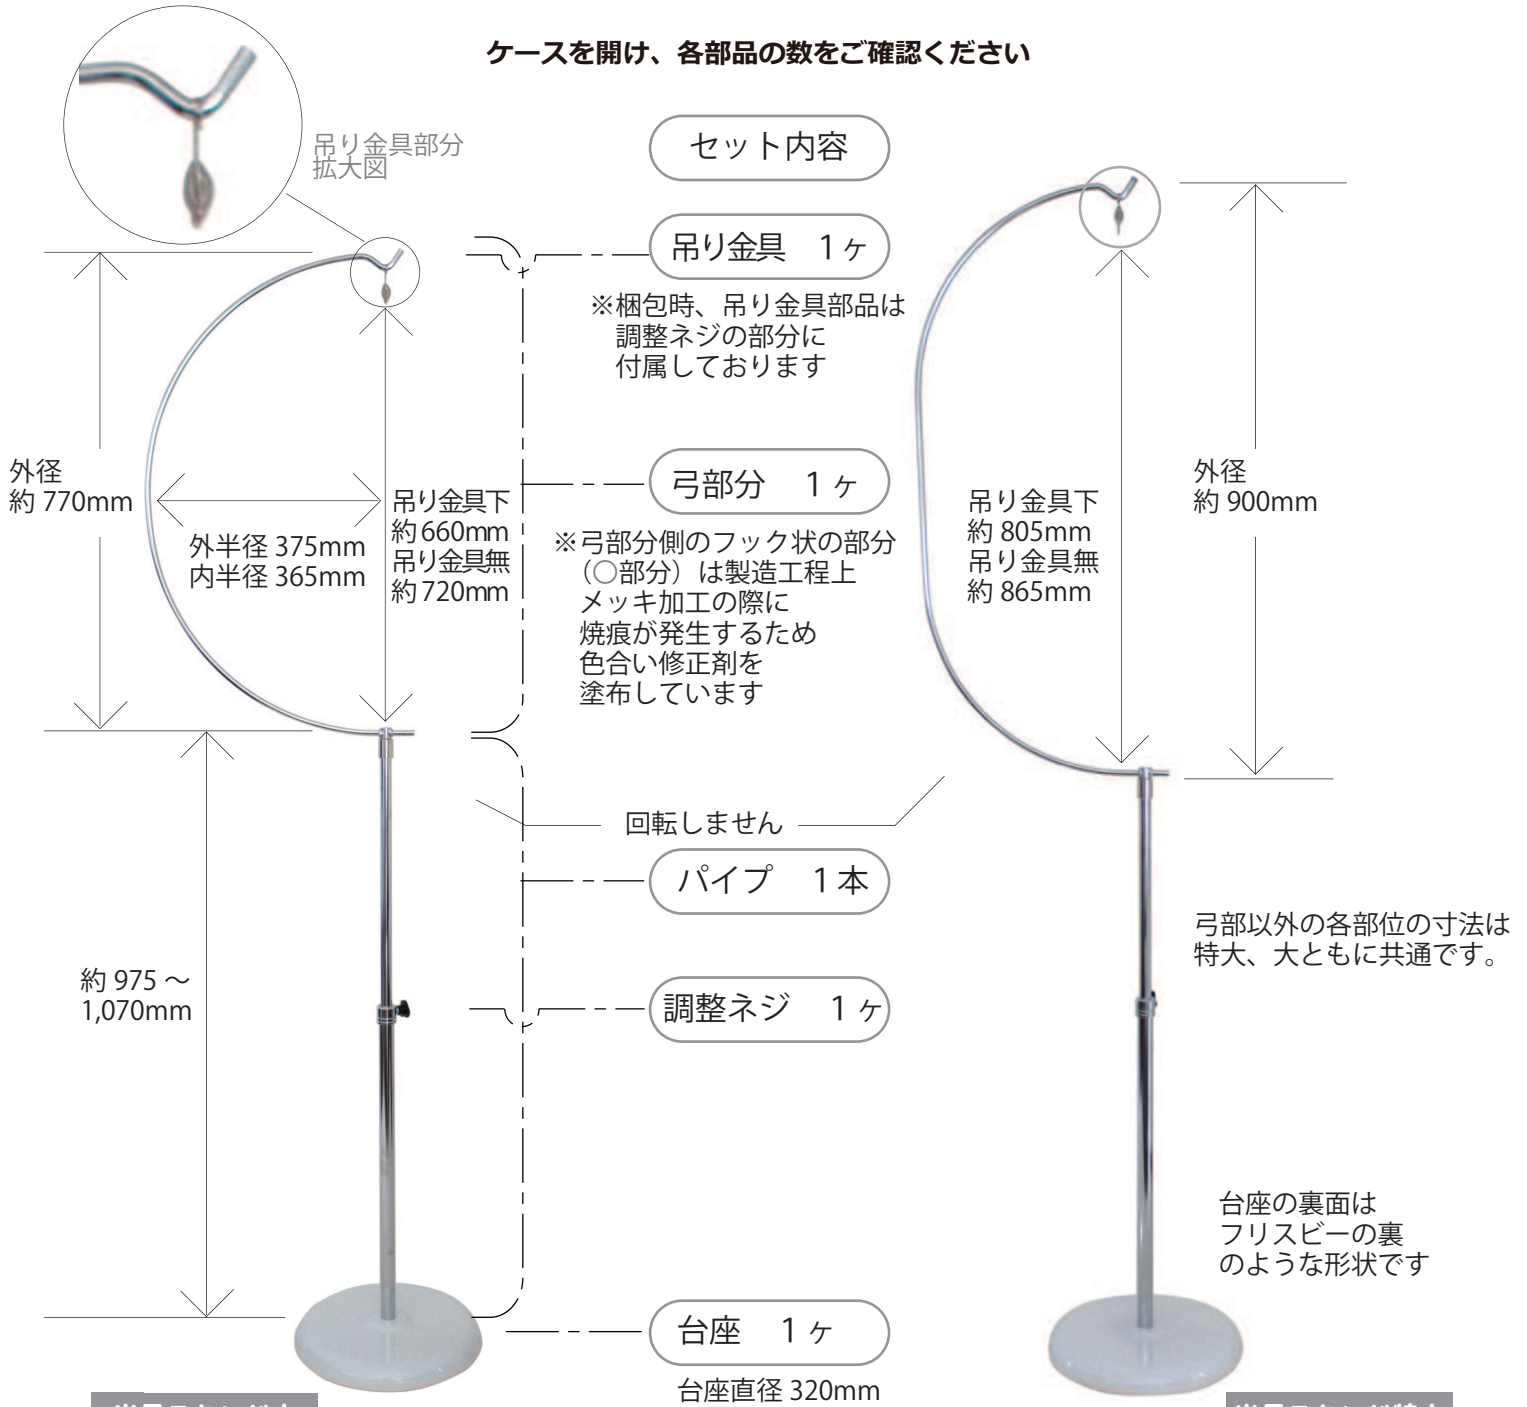 ケースを開け、各部品の数をご確認ください
吊り金具部分
拡大図
セット内容
吊り金具 1ヶ
※梱包時、吊り金具部品は
調整ネジの部分に
付属しております
外径
約 770mm
外半径 375mm
内半径 365mm
吊り金具下
約 660mm
吊り金具無
約 720mm
弓部分 1ヶ
※弓部分側のフック状の部分
（○部分）は製造工程上
メッキ加工の際に
焼痕が発生するため
色合い修正剤を
塗布しています
吊り金具下
約 805mm
吊り金具無
約 865mm
外径
約 900mm
回転しません
パイプ 1本
弓部以外の各部位の寸法は
特大、大ともに共通です。
約 975 ～
1,070mm
調整ネジ 1ヶ
台座の裏面は
フリスビーの裏
のような形状です
台座 1ヶ
台座直径 320mm